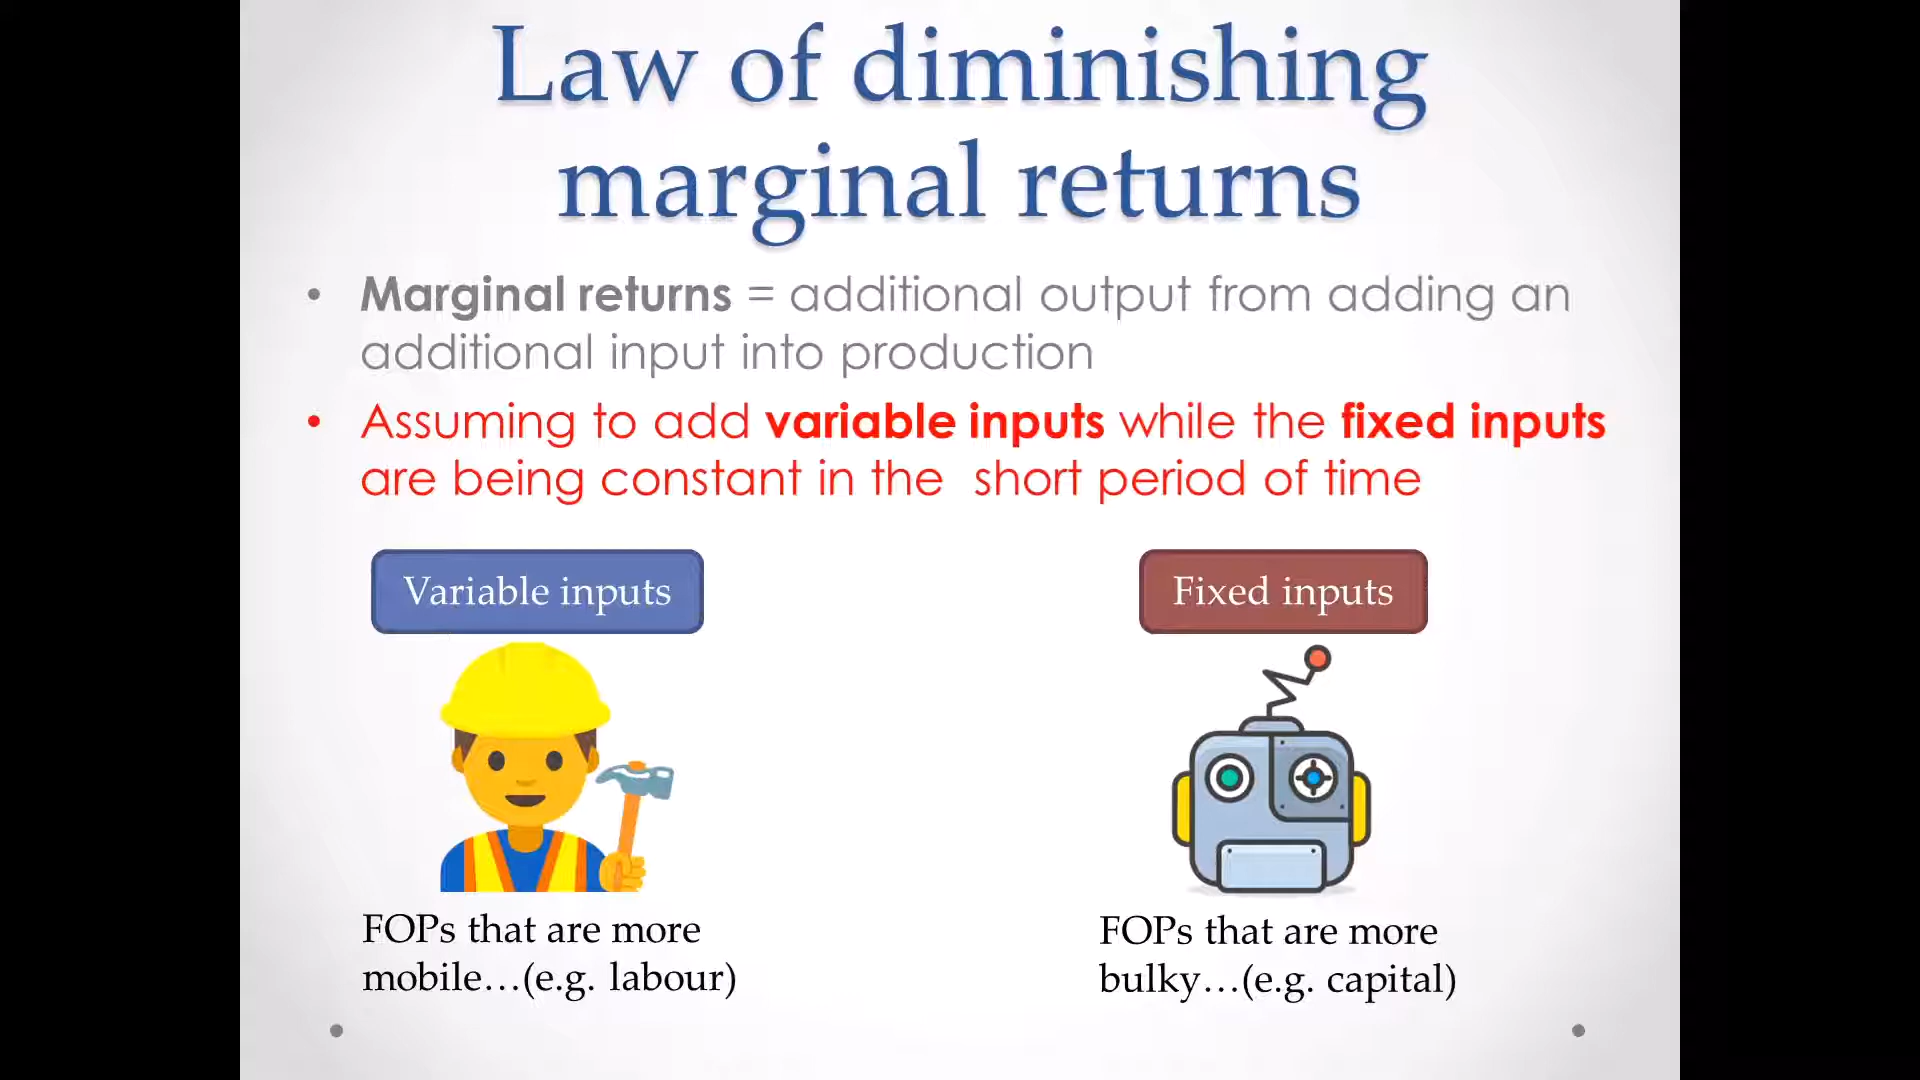 Law of diminishing
marginal returns
• Marginal returns = additional output from adding an
additional input into production
• Assuming to add variable inputs while the fixed inputs
are being constant in the  short period of time
Variable inputs
Fixed inputs
FOPs that are more
mobile…(e.g. labour)
FOPs that are more
bulky…(e.g. capital)